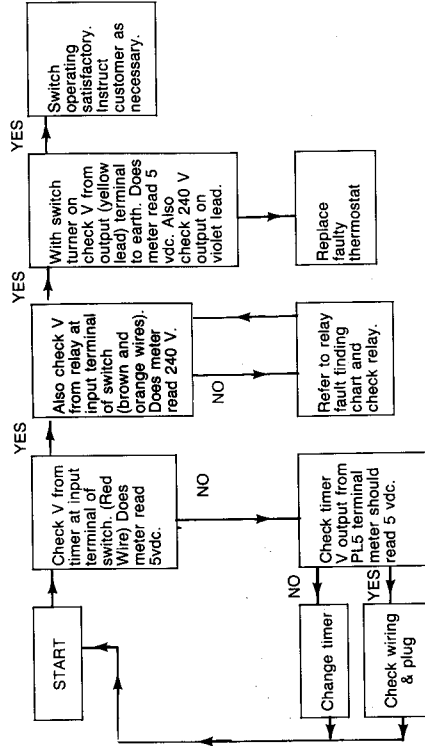 START
Check V from
timer at input
terminal of
switch. (Red
Wire) Does
meter read
5vdc.
YES
NO
Also check V
from relay at
input terminal
of switch
(brown and
orange wires).
Does meter
read 240 V.
YES
NO
With switch
turner on
check V from
output (yellow
lead) terminal
to earth. Does
meter read 5
vdc. Also
check 240 V
output on
violet lead.
YES
Switch
operating
satisfactory.
Instruct
customer as
necessary.
Change timer
NO
Check wiring
& plug
YES
Check timer
V output from
PL5 terminal
meter should
read 5 vdc.
Refer to relay
fault finding
chart and
check relay.
Replace
faulty
thermostat